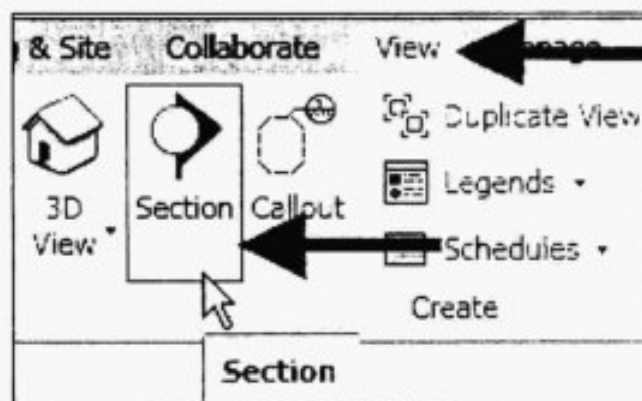 & Site Collaborate View
Duplicate View
3D View
Section
Callout
Legends
Schedules
Create
Section